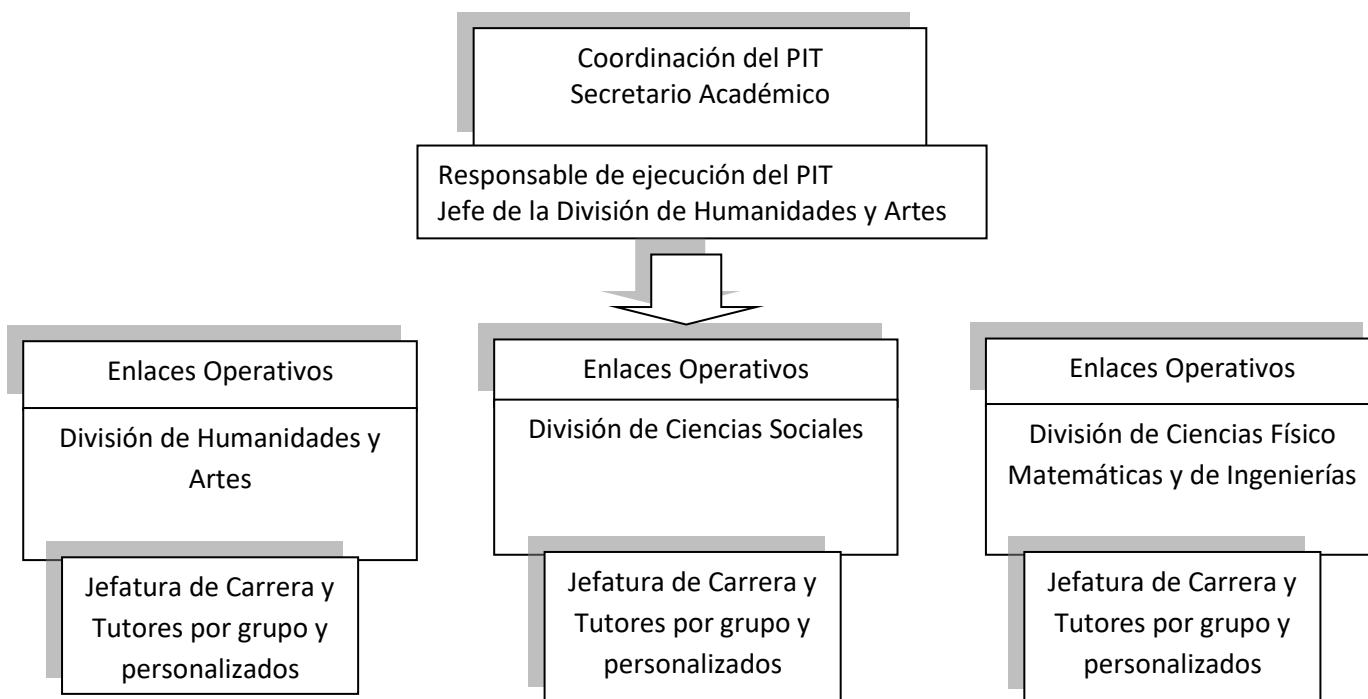 Coordinación del PIT
Secretario Académico
Responsable de ejecución del PIT
Jefe de la División de Humanidades y Artes
Enlaces Operativos
División de Humanidades y
Artes
Jefatura de Carrera y
Tutores por grupo y
personalizados
Enlaces Operativos
División de Ciencias Sociales
Jefatura de Carrera y
Tutores por grupo y
personalizados
Enlaces Operativos
División de Ciencias Físico
Matemáticas y de Ingenierías
Jefatura de Carrera y
Tutores por grupo y
personalizados